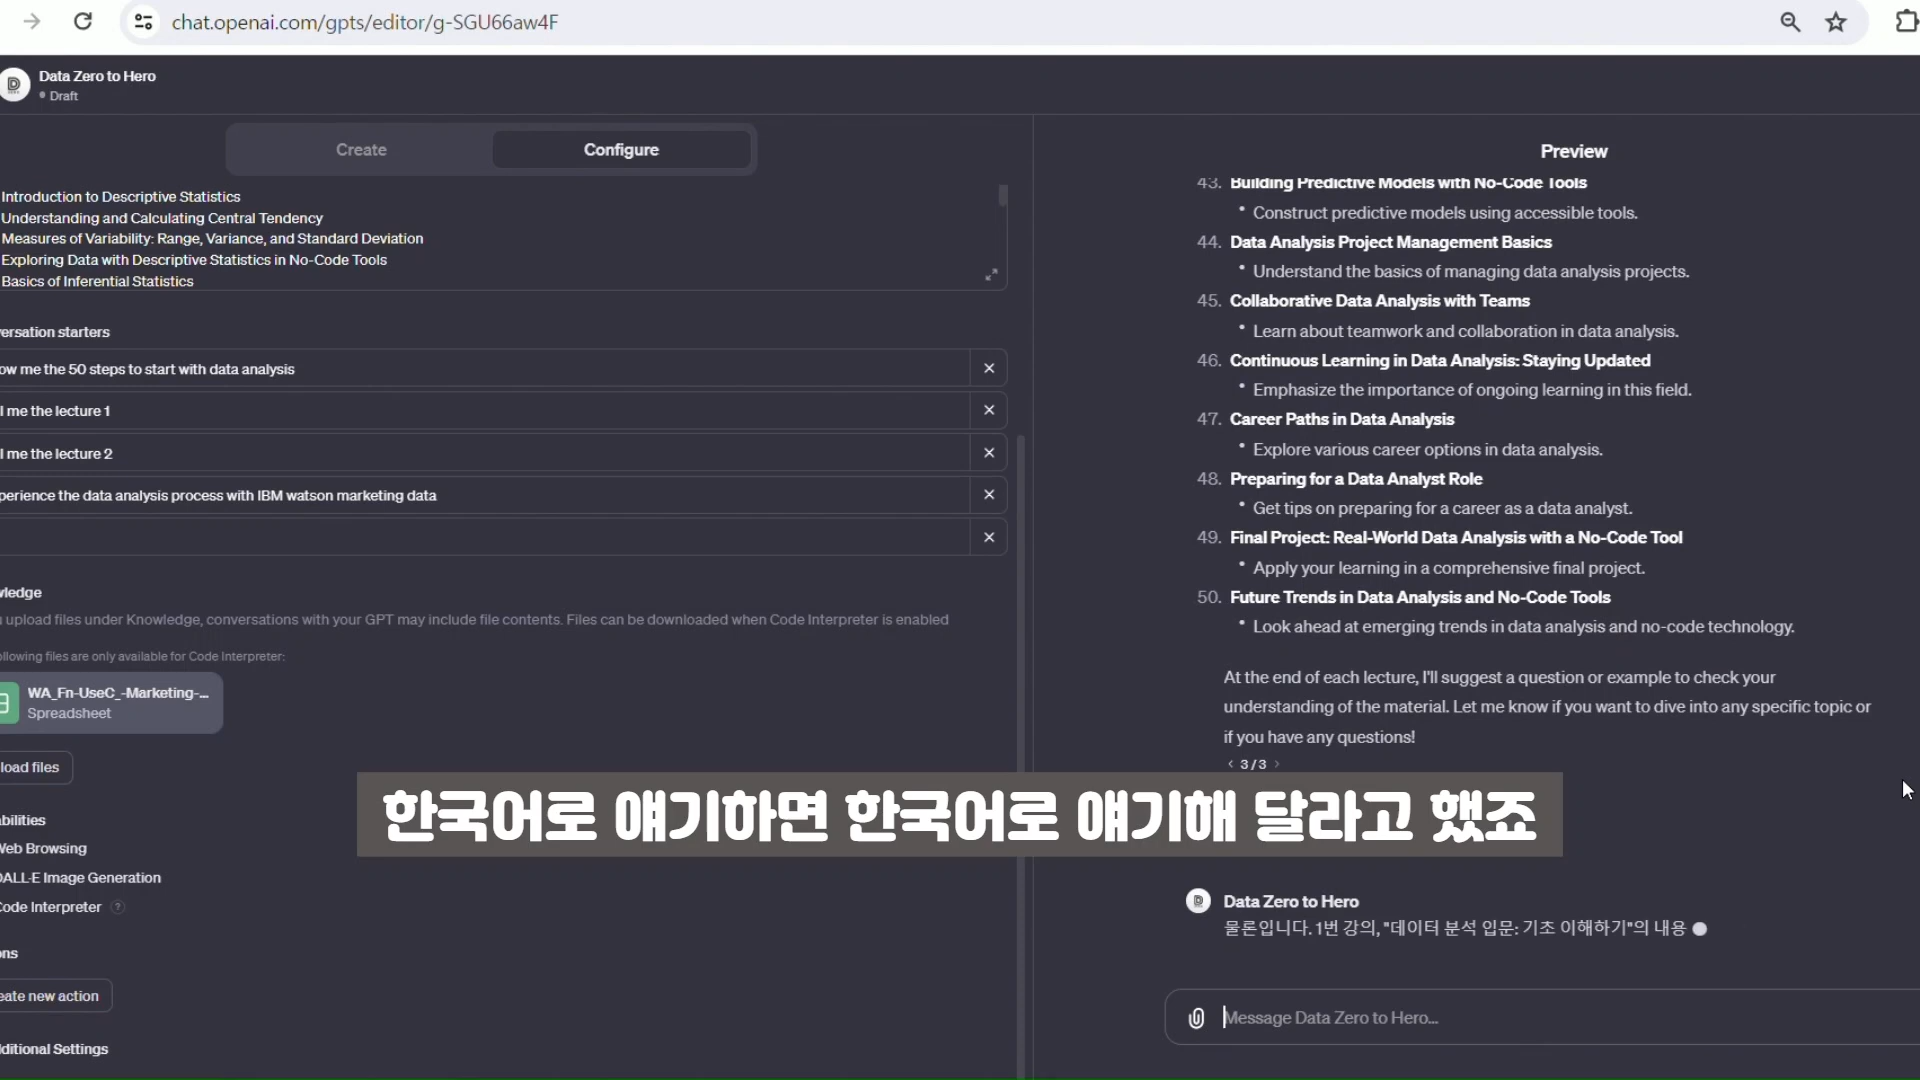 chat.openai.com/gpts/editor/g-SGU66aw4F
Data Zero to Hero
Draft
Create
Configure
Introduction to Descriptive Statistics
Understanding and Calculating Central Tendency
Measures of Variability: Range, Variance, and Standard Deviation
Exploring Data with Descriptive Statistics in No-Code Tools
Basics of Inferential Statistics
ersation starters
ow me the 50 steps to start with data analysis
l me the lecture 1
l me the lecture 2
perience the data analysis process with IBM watson marketing data
wledge
upload files under Knowledge, conversations with your GPT may include file contents. Files can be downloaded when Code Interpreter is enabled
ollowing files are only available for Code Interpreter:
WA_Fn-UseC_-Marketing-...
Spreadsheet
load files
abilities
Web Browsing
DALL·E Image Generation
Code Interpreter ?
ons
eate new action
ditional Settings
Preview
43. Building Predictive Models with No-Code Tools
• Construct predictive models using accessible tools.
44. Data Analysis Project Management Basics
• Understand the basics of managing data analysis projects.
45. Collaborative Data Analysis with Teams
• Learn about teamwork and collaboration in data analysis.
46. Continuous Learning in Data Analysis: Staying Updated
• Emphasize the importance of ongoing learning in this field.
47. Career Paths in Data Analysis
• Explore various career options in data analysis.
48. Preparing for a Data Analyst Role
• Get tips on preparing for a career as a data analyst.
49. Final Project: Real-World Data Analysis with a No-Code Tool
• Apply your learning in a comprehensive final project.
50. Future Trends in Data Analysis and No-Code Tools
• Look ahead at emerging trends in data analysis and no-code technology.
At the end of each lecture, I'll suggest a question or example to check your
understanding of the material. Let me know if you want to dive into any specific topic or
if you have any questions!
3/3
한국어로 얘기하면 한국어로 얘기해 달라고 했죠
Data Zero to Hero
물론입니다. 1번 강의, "데이터 분석 입문: 기초 이해하기"의 내용
Message Data Zero to Hero...